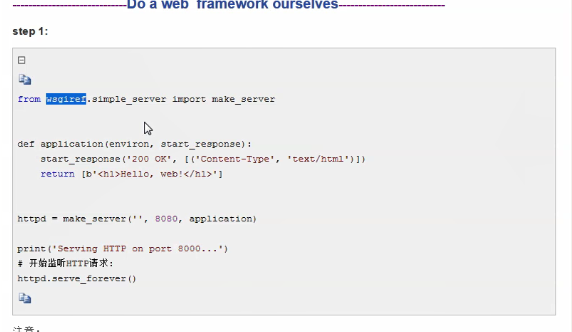 ----------------------------Do a web framework ourselves--------------------------
step 1:
from wsgiref.simple_server import make_server
def application(environ, start_response):
start_response('200 OK', [('Content-Type', 'text/html')])
return [b'<h1>Hello, web!</h1>']
httpd = make_server('', 8080, application)
print('Serving HTTP on port 8000...')
# 开始监听HTTP请求:
httpd.serve_forever()
注意: